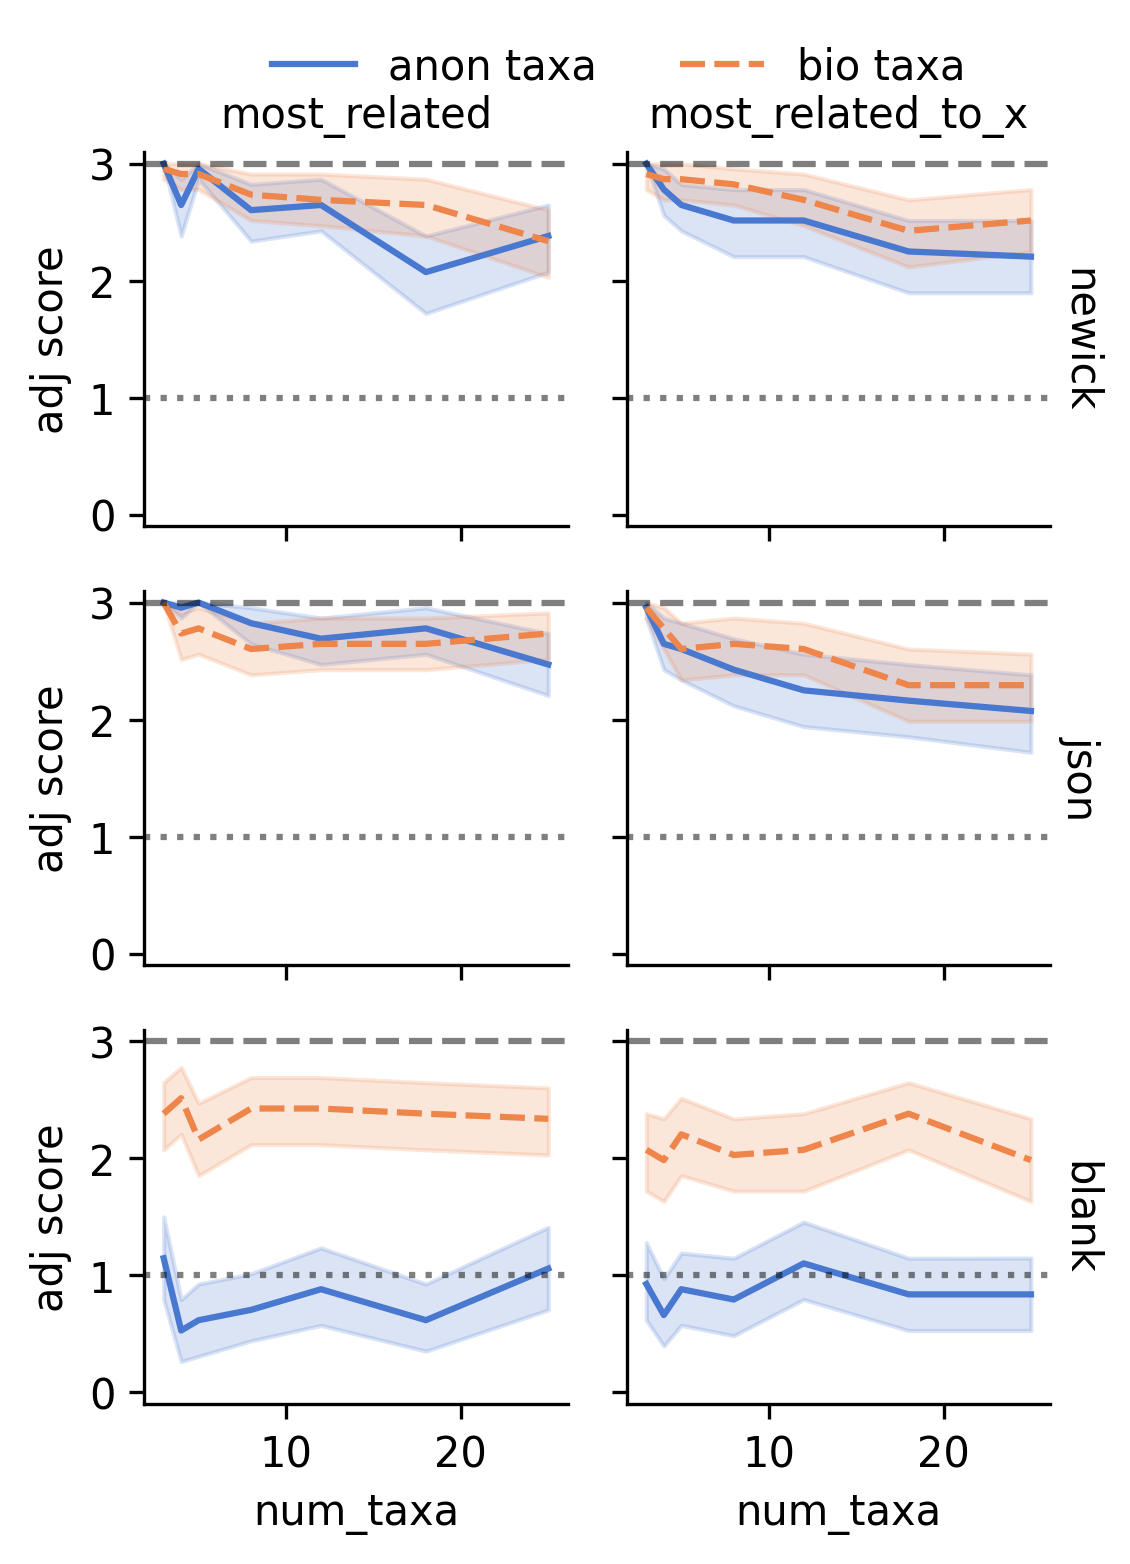 anon taxa bio taxa
most_related most_related_to_x
3
2
1
0
adj score
newick
3
2
1
0
adj score
json
3
2
1
0
adj score
blank
10 20 10 20
num_taxa num_taxa